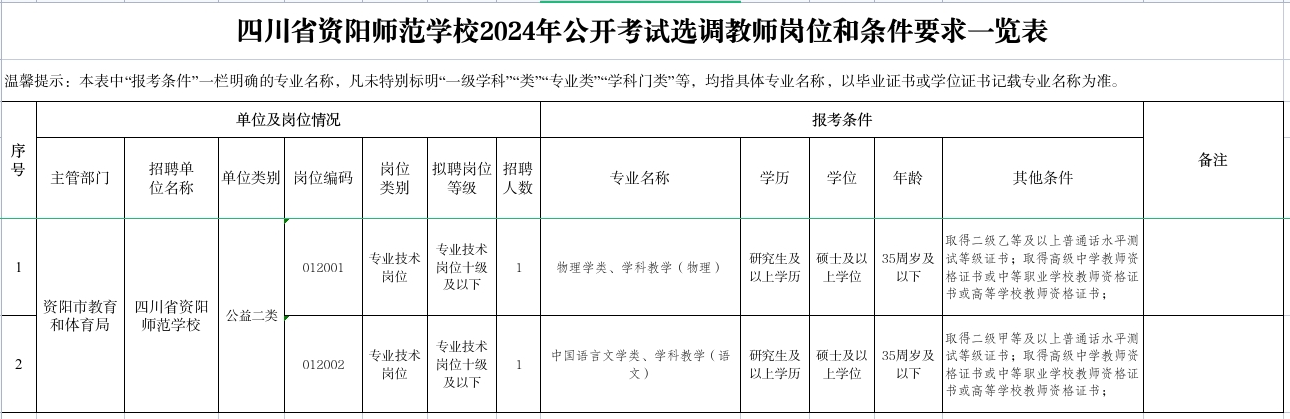 四川省资阳师范学校2024年公开考试选调教师岗位和条件要求一览表
温馨提示：本表中“报考条件”一栏明确的专业名称，凡未特别标明“一级学科”“类”“专业类”“学科门类”等，均指具体专业名称，以毕业证书或学位证书记载专业名称为准。
序
号
单位及岗位情况
报考条件
备注
主管部门
招聘单
位名称
单位类别
岗位编码
岗位
类别
拟聘岗位
等级
招聘
人数
专业名称
学历
学位
年龄
其他条件
1
资阳市教育
和体育局
四川省资阳
师范学校
公益二类
012001
专业技术
岗位
专业技术
岗位十级
及以下
1
物理学类、学科教学（物理）
研究生及
以上学历
硕士及以
上学位
35周岁及
以下
取得二级乙等及以上普通话水平测
试等级证书；取得高级中学教师资
格证书或中等职业学校教师资格证
书或高等学校教师资格证书；
2
012002
专业技术
岗位
专业技术
岗位十级
及以下
1
中国语言文学类、学科教学（语
文）
研究生及
以上学历
硕士及以
上学位
35周岁及
以下
取得二级甲等及以上普通话水平测
试等级证书；取得高级中学教师资
格证书或中等职业学校教师资格证
书或高等学校教师资格证书；